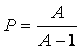 P = A / (A − 1)